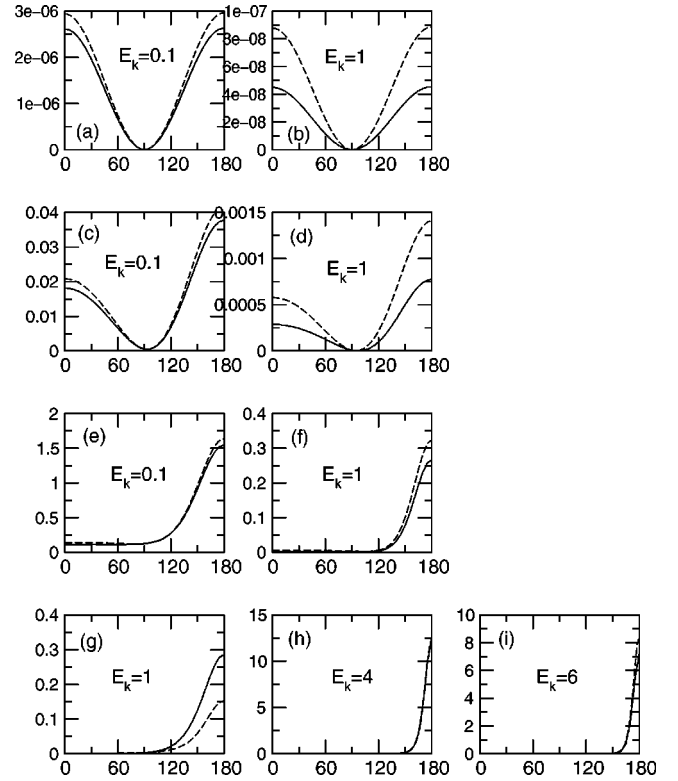 3e-06
2e-06
1e-06
0
E_k=0.1
(a)
0 60 120 180
1e-07
8e-08
6e-08
4e-08
2e-08
0
E_k=1
(b)
0 60 120 180
0.04
0.03
0.02
0.01
0
(c)
E_k=0.1
0 60 120 180
0.0015
0.001
0.0005
0
(d)
E_k=1
0 60 120 180
2
1.5
1
0.5
0
(e)
E_k=0.1
0 60 120 180
0.4
0.3
0.2
0.1
0
(f)
E_k=1
0 60 120 180
0.4
0.3
0.2
0.1
0
(g)
E_k=1
0 60 120 180
15
12.5
10
7.5
5
2.5
0
(h)
E_k=4
0 60 120 180
10
8
6
4
2
0
(i)
E_k=6
0 60 120 180